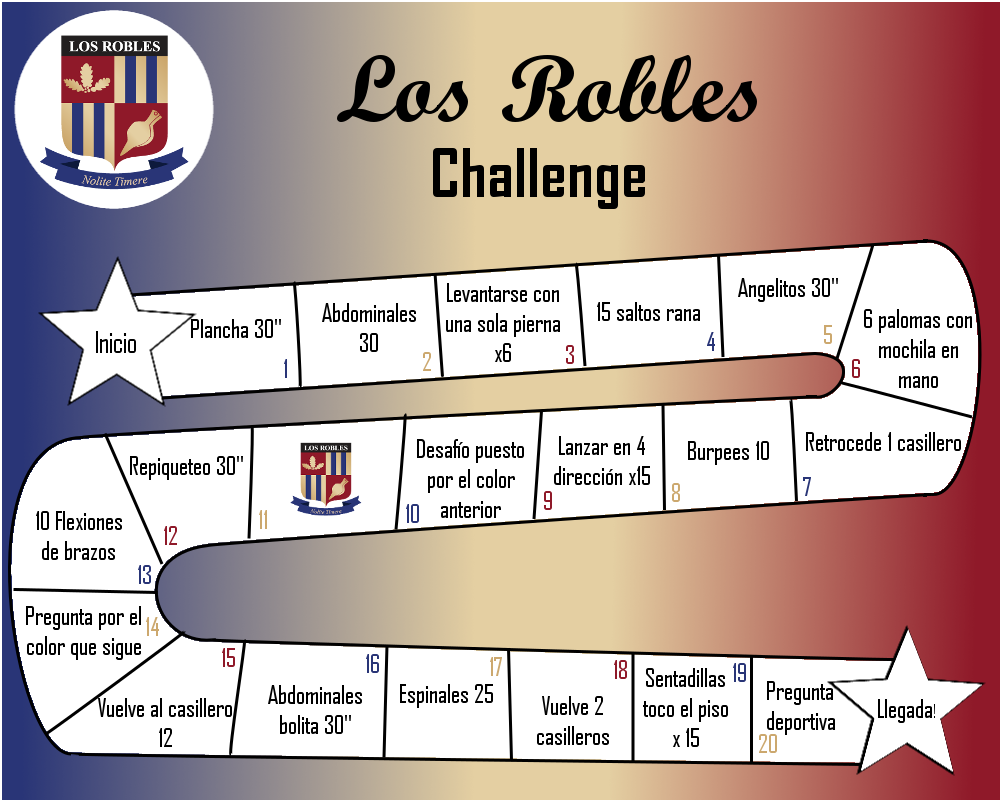 LOS ROBLES
Nolite Timere
Los Robles
Challenge
Inicio
Plancha 30"
1
Abdominales
30
2
Levantarse con
una sola pierna
x6
3
15 saltos rana
4
Angelitos 30"
5
6 palomas con
mochila en
mano
6
Retrocede 1 casillero
7
Burpees 10
8
Lanzar en 4
dirección x15
9
Desafío puesto
por el color
anterior
10
LOS ROBLES
Nolite Timere
11
Repiqueteo 30"
12
10 Flexiones
de brazos
13
Pregunta por el
color que sigue
14
15
Vuelve al casillero
12
16
Abdominales
bolita 30"
17
Espinales 25
18
Vuelve 2
casilleros
19
Sentadillas
toco el piso
x 15
Pregunta
deportiva
20
Llegada!